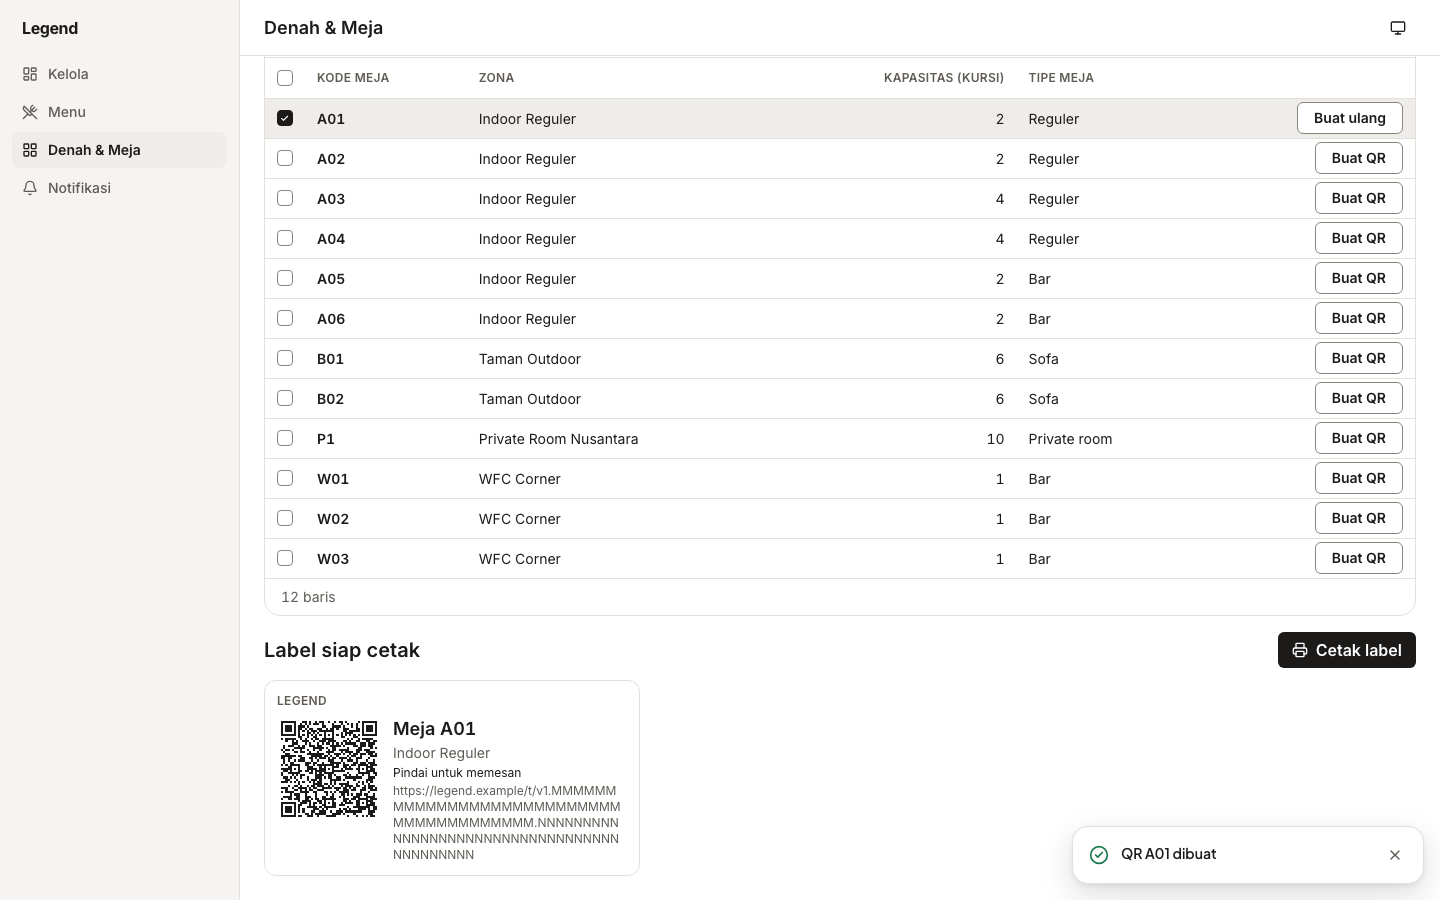 Legend
Kelola
Menu
Denah & Meja
Notifikasi
Denah & Meja
KODE MEJA ZONA KAPASITAS (KURSI) TIPE MEJA
A01 Indoor Reguler 2 Reguler Buat ulang
A02 Indoor Reguler 2 Reguler Buat QR
A03 Indoor Reguler 4 Reguler Buat QR
A04 Indoor Reguler 4 Reguler Buat QR
A05 Indoor Reguler 2 Bar Buat QR
A06 Indoor Reguler 2 Bar Buat QR
B01 Taman Outdoor 6 Sofa Buat QR
B02 Taman Outdoor 6 Sofa Buat QR
P1 Private Room Nusantara 10 Private room Buat QR
W01 WFC Corner 1 Bar Buat QR
W02 WFC Corner 1 Bar Buat QR
W03 WFC Corner 1 Bar Buat QR
12 baris
Label siap cetak
Cetak label
LEGEND
Meja A01
Indoor Reguler
Pindai untuk memesan
https://legend.example/t/v1.MMMMMM
MMMMMMMMMMMMMMMMMMMMM
MMMMMMMMMMMMM.NNNNNNNNN
NNNNNNNNNNNNNNNNNNNNNNNNN
NNNNNNNNN
QR A01 dibuat